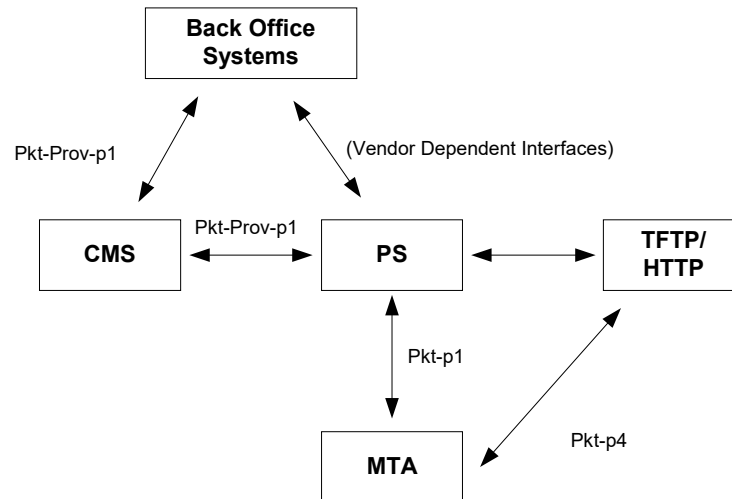 Back Office
Systems
Pkt-Prov-p1
(Vendor Dependent Interfaces)
Pkt-Prov-p1
CMS
PS
TFTP/
HTTP
Pkt-p1
Pkt-p4
MTA